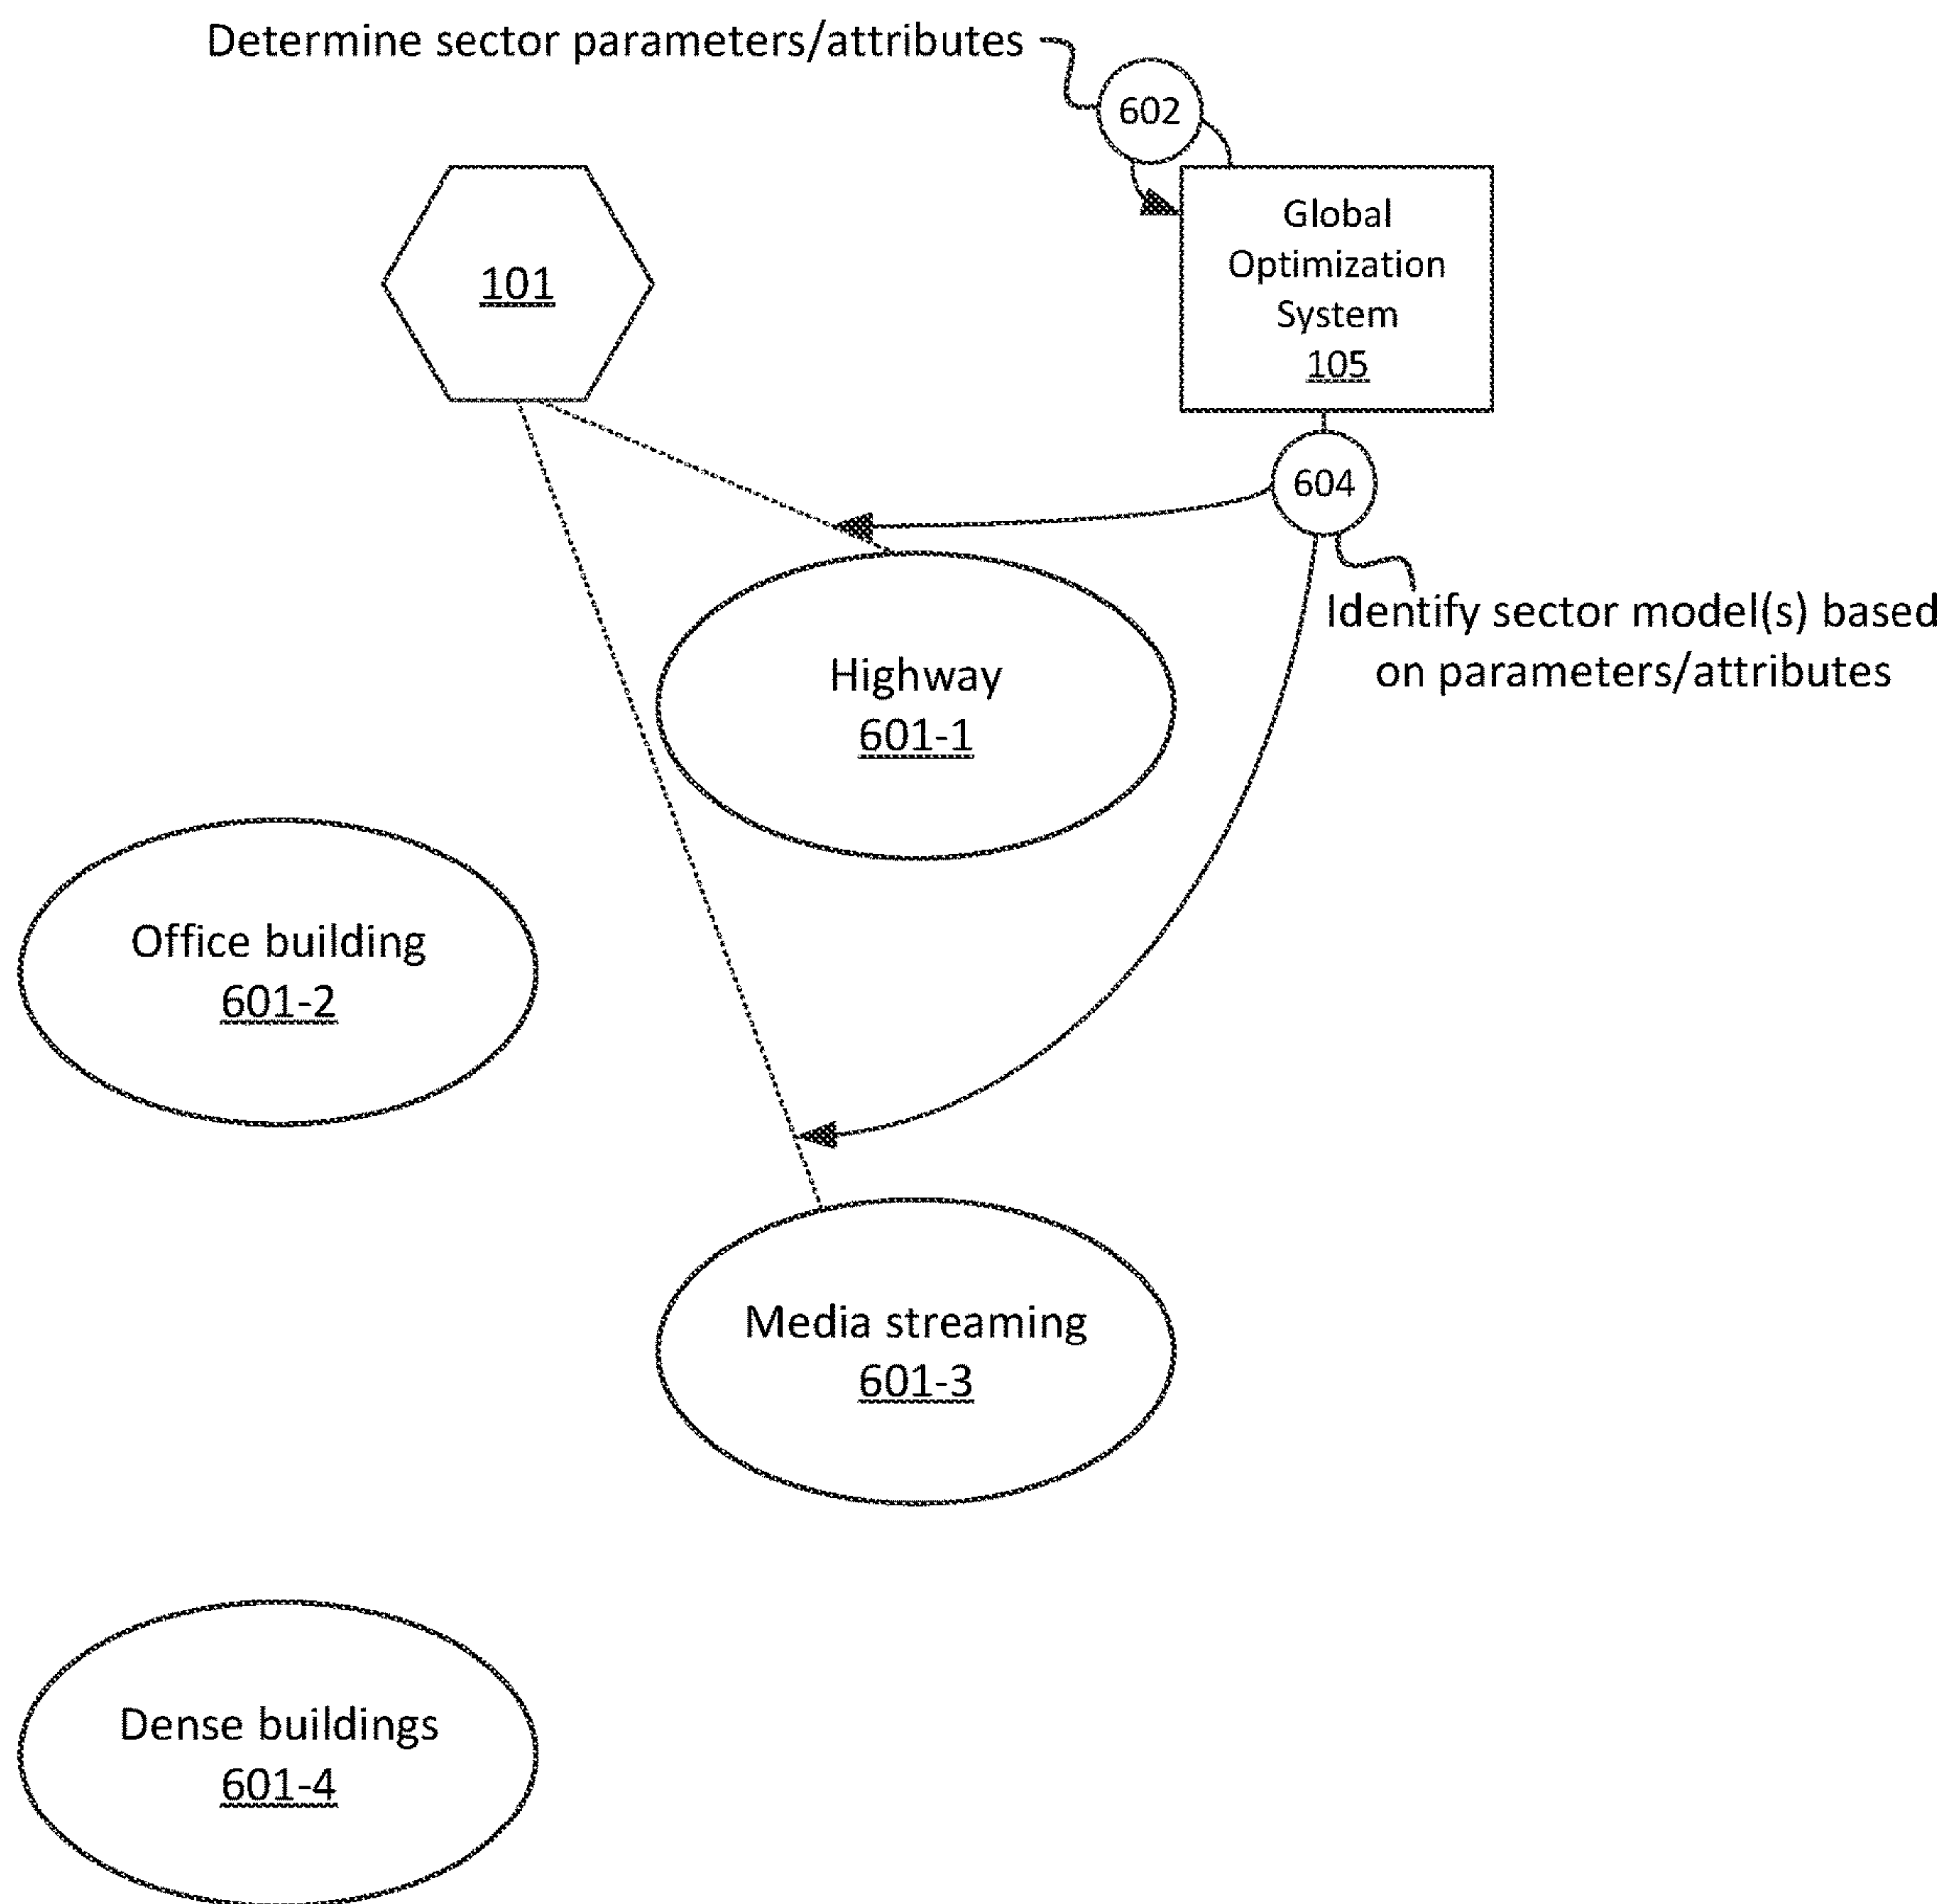 Determine sector parameters/attributes
602
101
Global
Optimization
System
105
604
Identify sector model(s) based
on parameters/attributes
Highway
601-1
Office building
601-2
Media streaming
601-3
Dense buildings
601-4